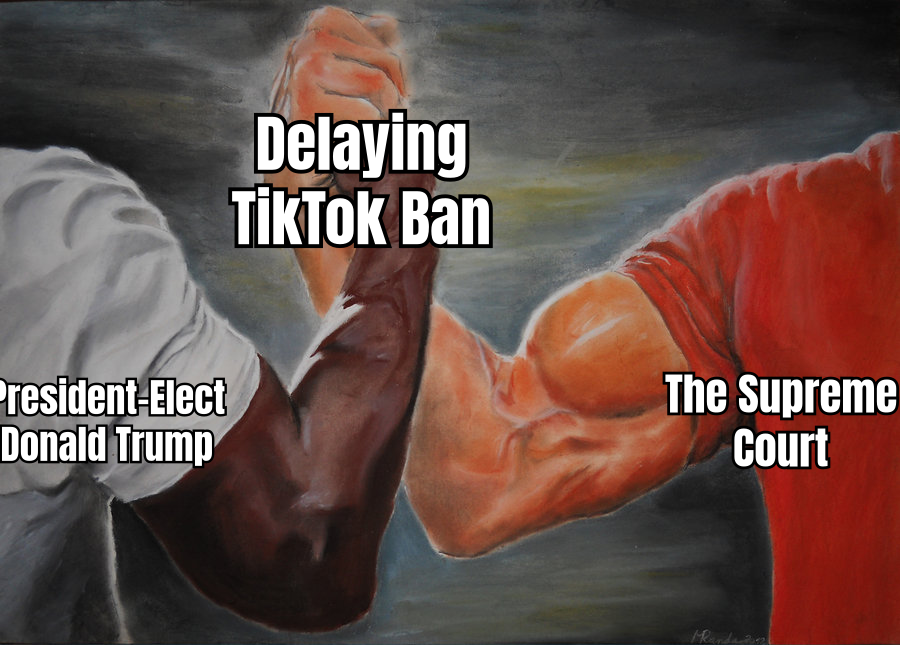 Delaying
TikTok Ban
President-Elect
Donald Trump
The Supreme
Court